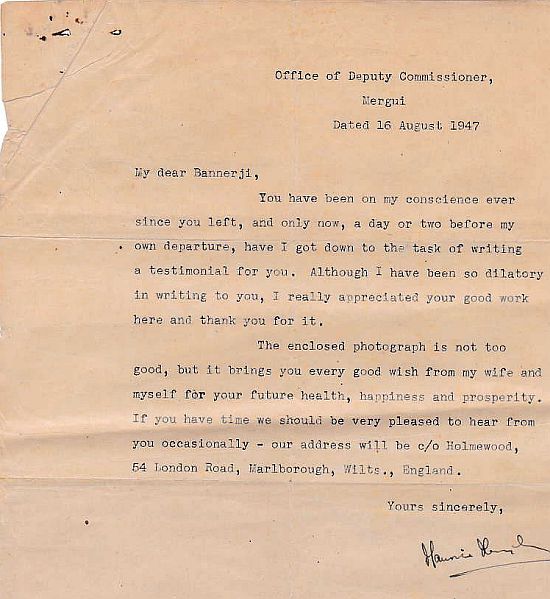 Office of Deputy Commissioner,
Mergui
Dated 16 August 1947
My dear Bannerji,
You have been on my conscience ever
since you left, and only now, a day or two before my
own departure, have I got down to the task of writing
a testimonial for you. Although I have been so dilatory
in writing to you, I really appreciated your good work
here and thank you for it.
The enclosed photograph is not too
good, but it brings you every good wish from my wife and
myself for your future health, happiness and prosperity.
If you have time we should be very pleased to hear from
you occasionally - our address will be c/o Holmewood,
54 London Road, Marlborough, Wilts., England.
Yours sincerely,